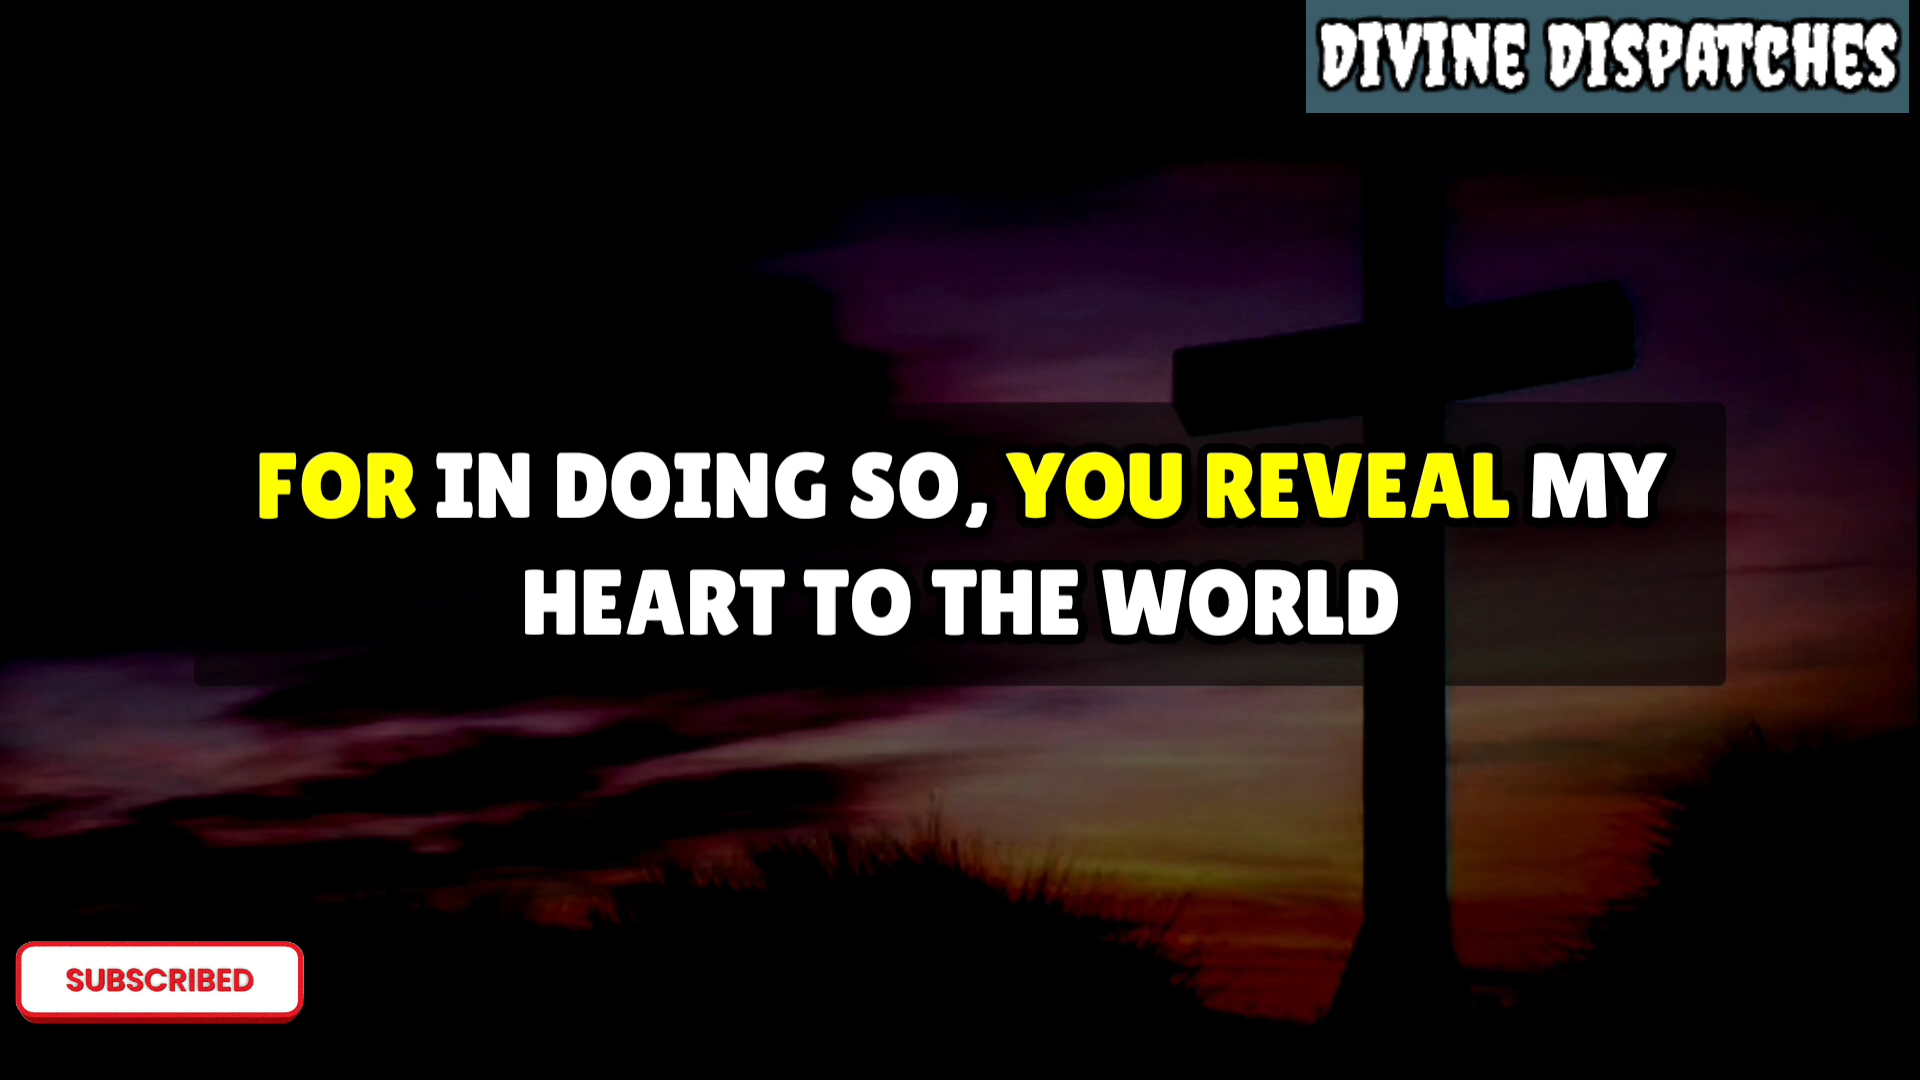 DIVINE DISPATCHES
FOR IN DOING SO, YOU REVEAL MY
HEART TO THE WORLD
SUBSCRIBED